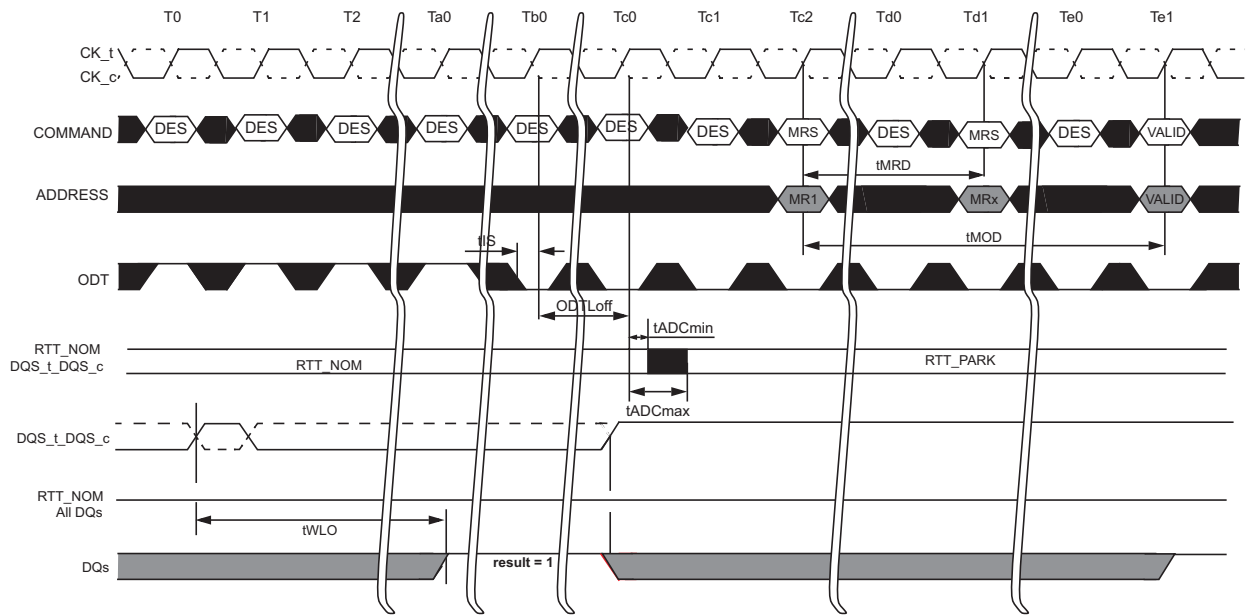 T0 T1 T2 Ta0 Tb0 Tc0 Tc1 Tc2 Td0 Td1 Te0 Te1
CK_t
CK_c
COMMAND DES DES DES DES DES DES DES MRS DES MRS DES VALID
tMRD
ADDRESS MR1 MRx VALID
tIS tMOD
ODT
ODTLoff
tADCmin
RTT_NOM
DQS_t_DQS_c RTT_NOM RTT_PARK
tADCmax
DQS_t_DQS_c
RTT_NOM
All DQs
tWLO
DQs result = 1